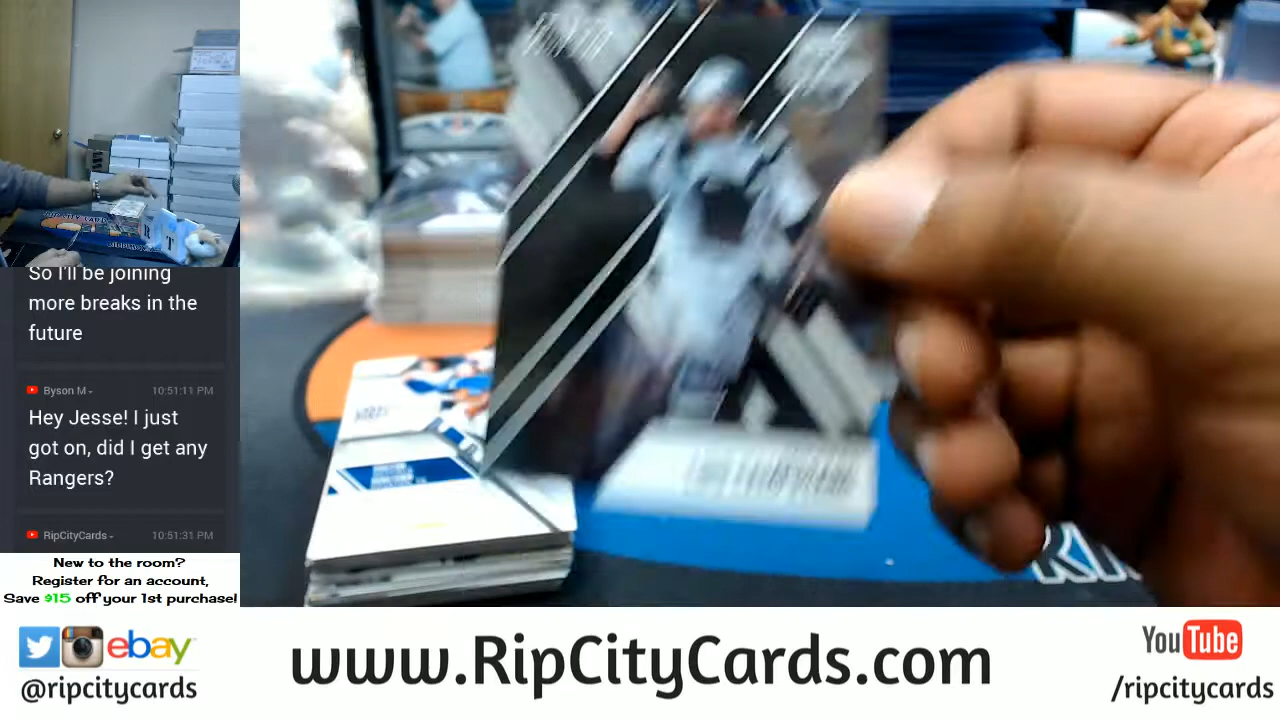 So I'll be joining
more breaks in the
future
Byson M
10:51:11 PM
Hey Jesse! I just
got on, did I get any
Rangers?
RipCityCards
10:51:31 PM
New to the room?
Register for an account,
Save $15 off your 1st purchase!
ebay
@ripcitycards
www.RipCityCards.com
YouTube
/ripcitycards